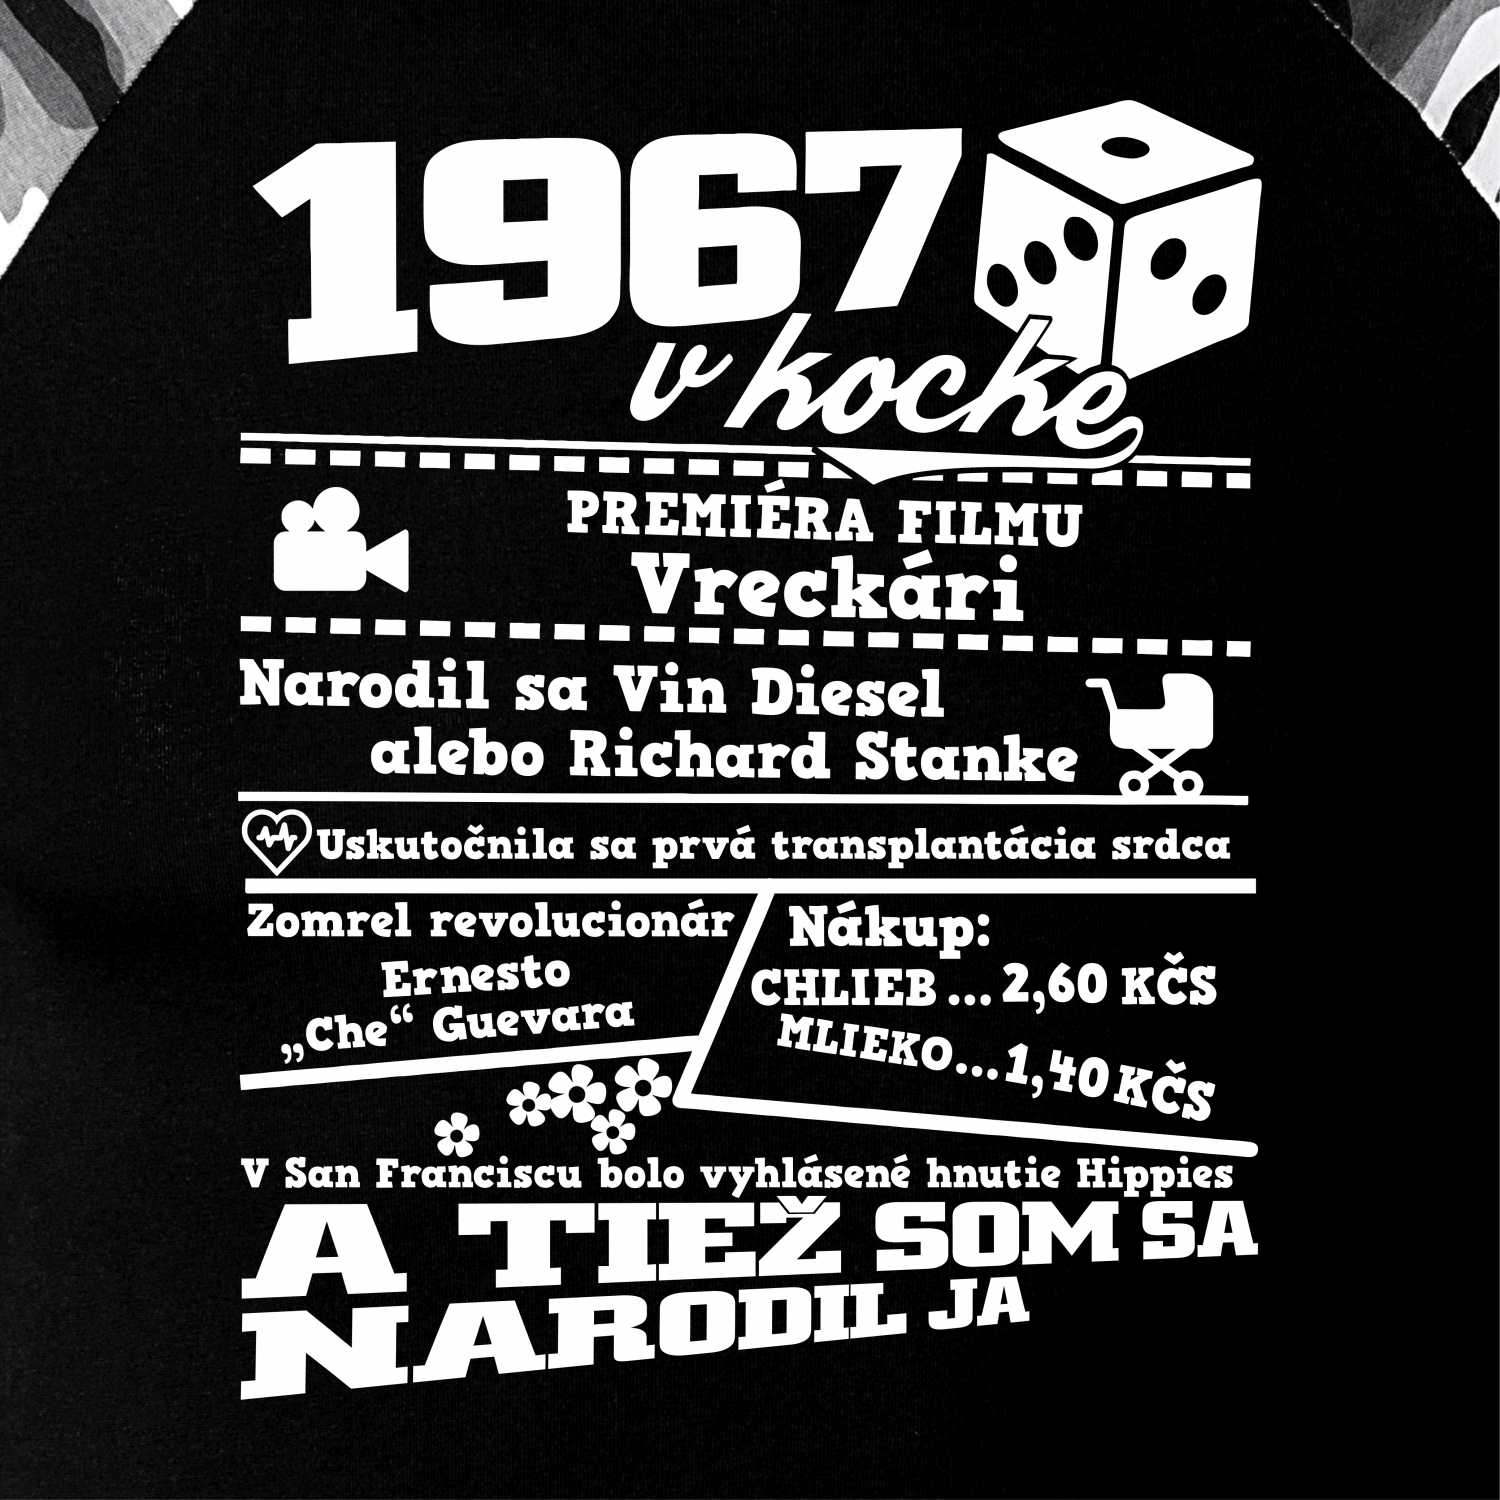 1967
v kocke
PREMIÉRA FILMU
Vreckári
Narodil sa Vin Diesel
alebo Richard Stanke
Uskutočnila sa prvá transplantácia srdca
Zomrel revolucionár
Ernesto
„Che“ Guevara
Nákup:
CHLIEB ... 2,60 KČS
MLIEKO... 1,40 KČS
V San Franciscu bolo vyhlásené hnutie Hippies
A TIEŽ SOM SA
NARODIL JA